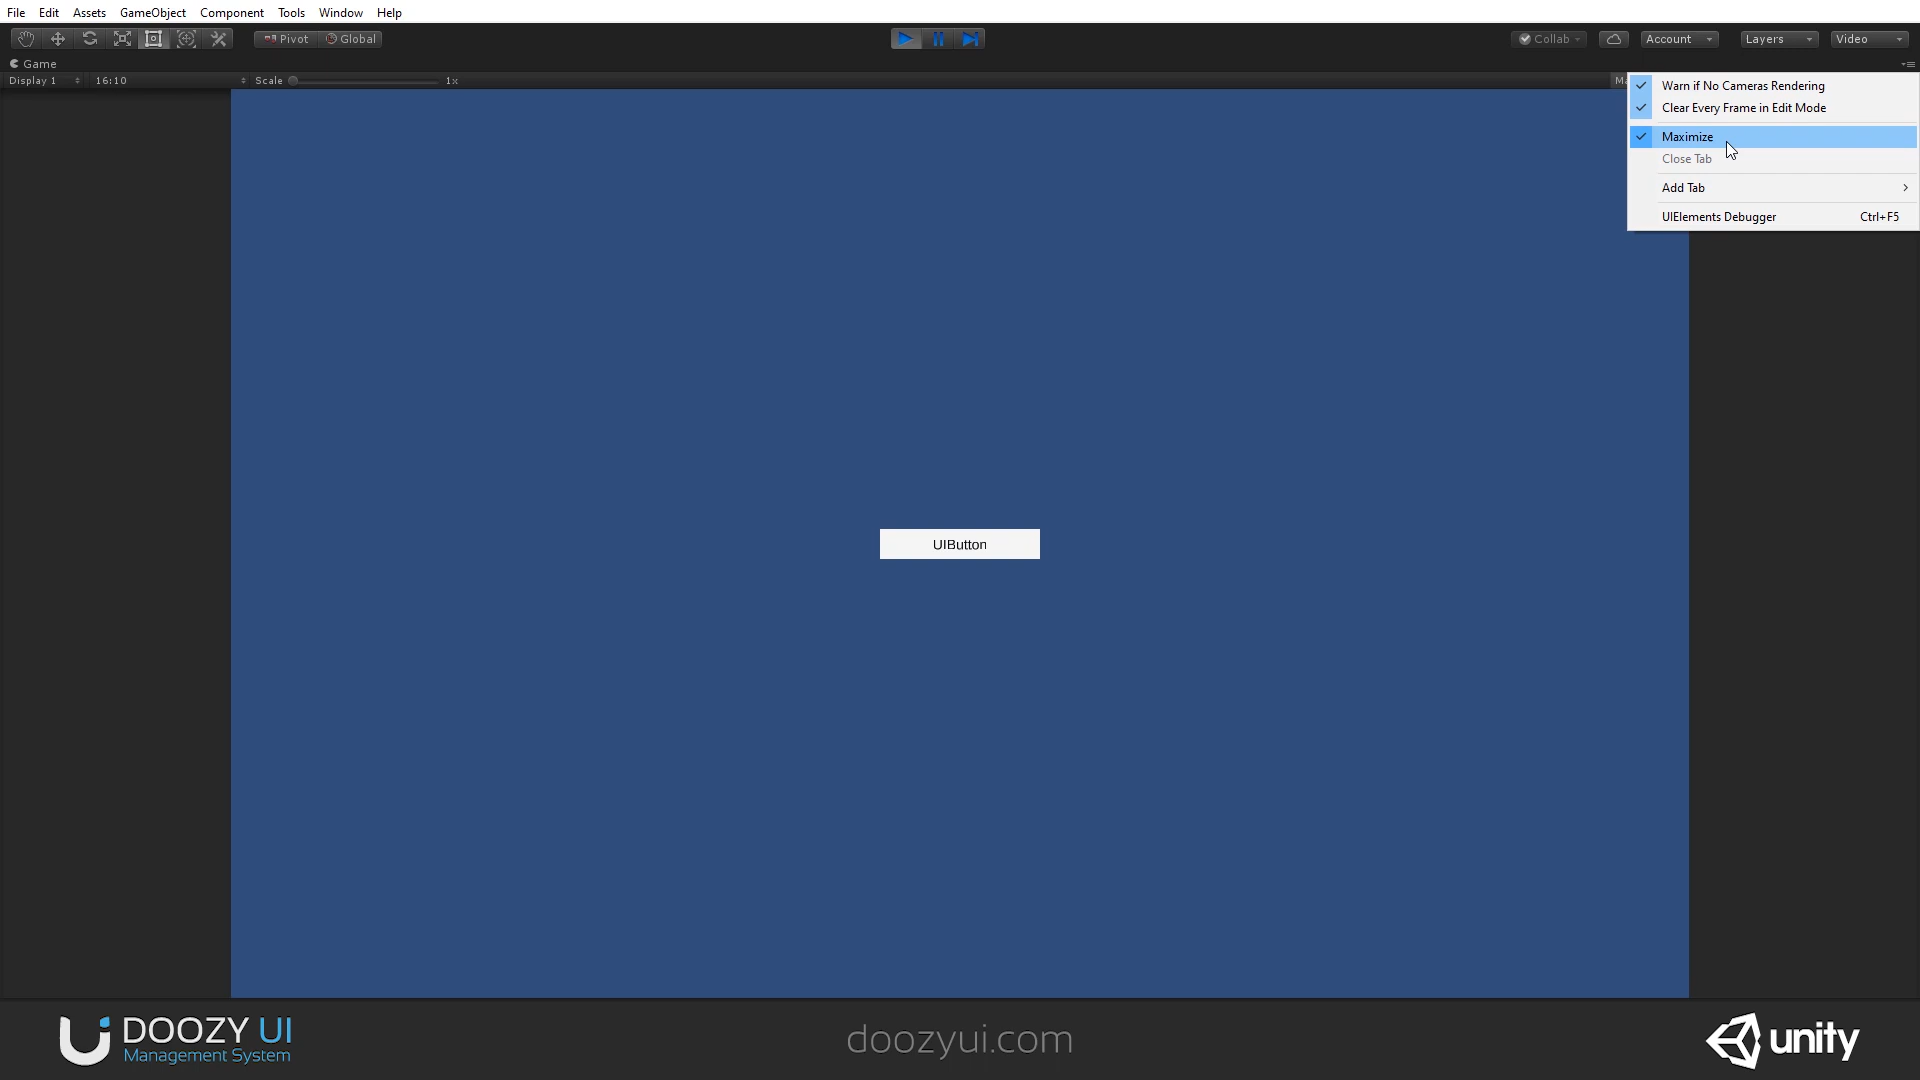 File Edit Assets GameObject Component Tools Window Help
Pivot Global Collab Account Layers Video
Game
Display 1 16:10 Scale 1x
Warn if No Cameras Rendering
Clear Every Frame in Edit Mode
Maximize
Close Tab
Add Tab
UIElements Debugger Ctrl+F5
UIButton
DOOZY UI
Management System
doozyui.com
unity